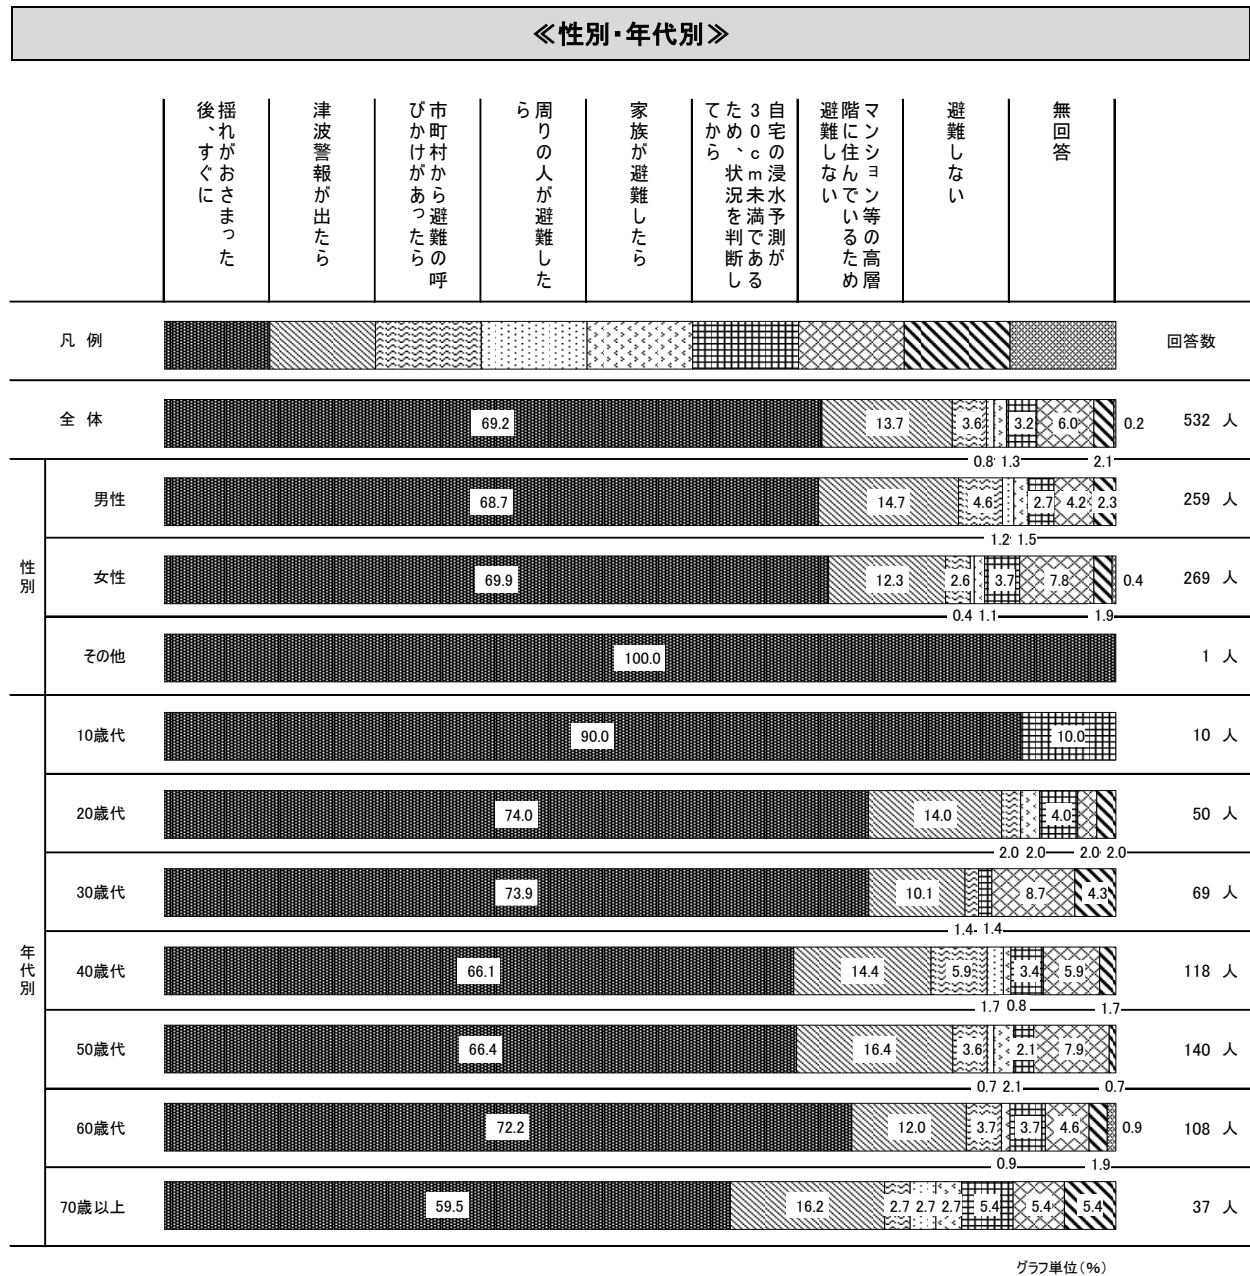 ≪性別・年代別≫
揺れがおさまった
後、すぐに
津波警報が出たら
市町村から避難の呼
びかけがあったら
周りの人が避難した
ら
家族が避難したら
自宅の浸水予測が
30cm未満である
ため、状況を判断し
てから
マンション等の高層
階に住んでいるため
避難しない
避難しない
無回答
凡 例
回答数
全 体
69.2 13.7 3.6 3.2 6.0 0.2 532 人
0.8 1.3 2.1
性別
男性
68.7 14.7 4.6 2.7 4.2 2.3 259 人
1.2 1.5
女性
69.9 12.3 2.6 3.7 7.8 0.4 269 人
0.4 1.1 1.9
その他
100.0 1 人
年代別
10歳代
90.0 10.0 10 人
20歳代
74.0 14.0 4.0 50 人
2.0 2.0 2.0 2.0
30歳代
73.9 10.1 8.7 4.3 69 人
1.4 1.4
40歳代
66.1 14.4 5.9 3.4 5.9 118 人
1.7 0.8 1.7
50歳代
66.4 16.4 3.6 2.1 7.9 140 人
0.7 2.1 0.7
60歳代
72.2 12.0 3.7 3.7 4.6 0.9 108 人
0.9 1.9
70歳以上
59.5 16.2 2.7 2.7 2.7 5.4 5.4 5.4 37 人
グラフ単位(%)